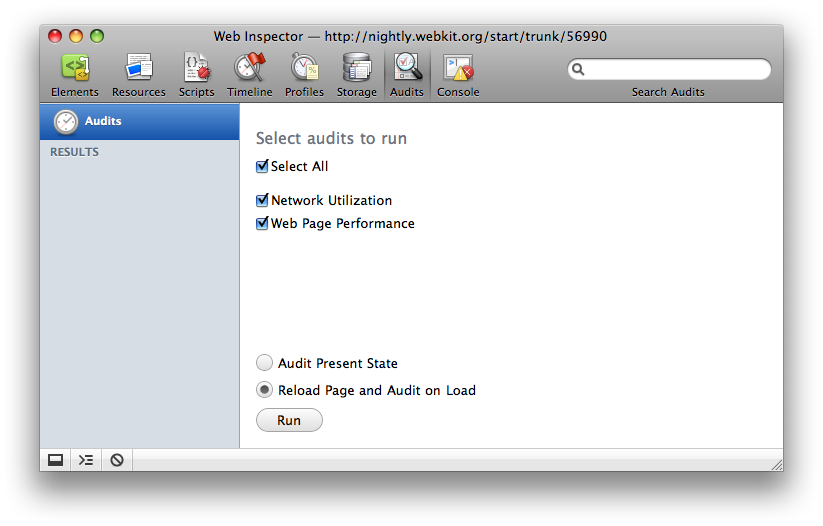 Web Inspector — http://nightly.webkit.org/start/trunk/56990
Elements Resources Scripts Timeline Profiles Storage Audits Console Search Audits
Audits
RESULTS
Select audits to run
Select All
Network Utilization
Web Page Performance
Audit Present State
Reload Page and Audit on Load
Run